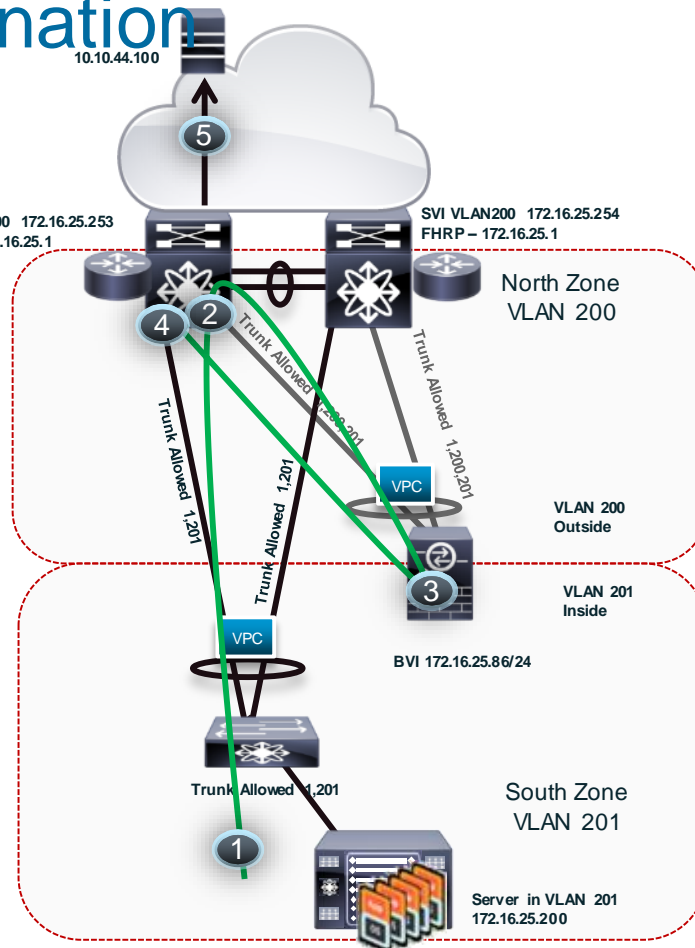 nation
10.10.44.100
5
00 172.16.25.253
.16.25.1
SVI VLAN200 172.16.25.254
FHRP – 172.16.25.1
North Zone
VLAN 200
2
4
Trunk Allowed 1,200,201
Trunk Allowed 1,200,201
Trunk Allowed 1,201
Trunk Allowed 1,201
VPC
VLAN 200
Outside
3
VLAN 201
Inside
VPC
BVI 172.16.25.86/24
Trunk Allowed 1,201
South Zone
VLAN 201
1
Server in VLAN 201
172.16.25.200